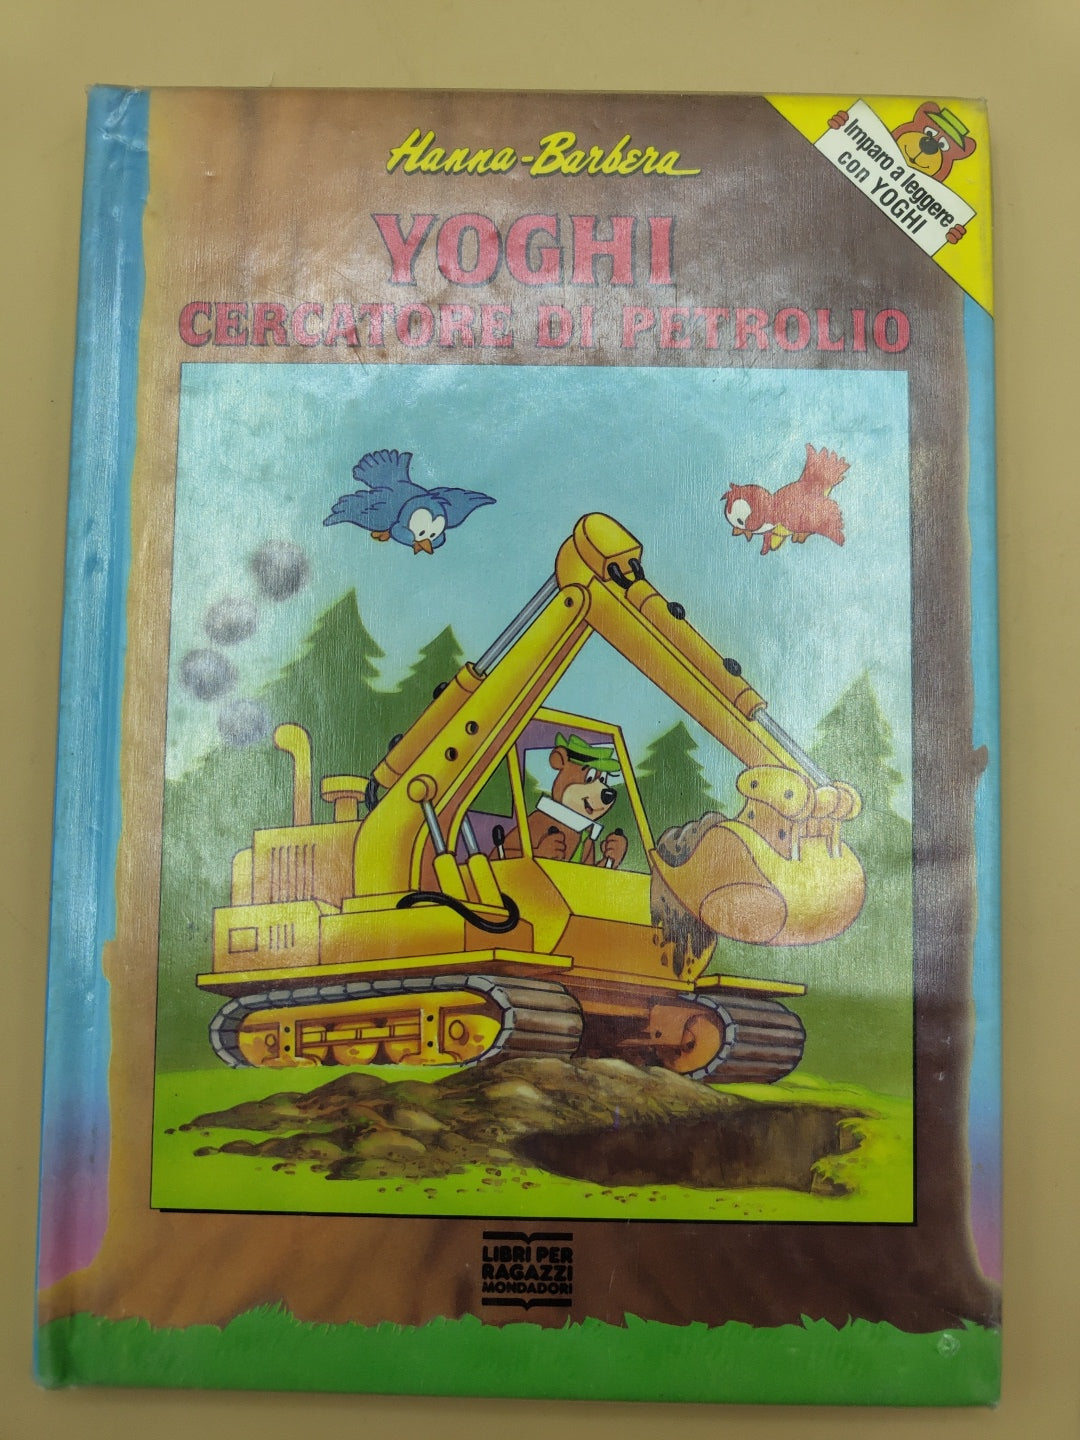 Hanna-Barbera
YOGHI
CERCATORE DI PETROLIO
Imparo a leggere
con YOGHI
LIBRI PER
RAGAZZI
MONDADORI